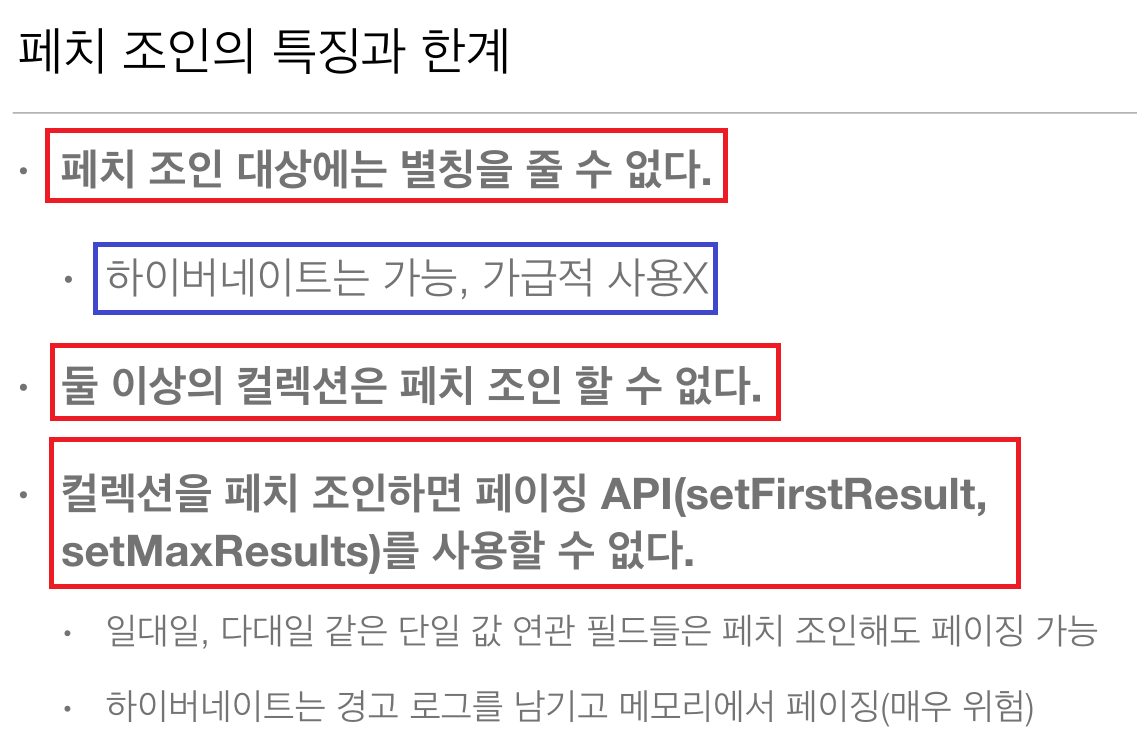 페치 조인의 특징과 한계
• 페치 조인 대상에는 별칭을 줄 수 없다.
• 하이버네이트는 가능, 가급적 사용X
• 둘 이상의 컬렉션은 페치 조인 할 수 없다.
• 컬렉션을 페치 조인하면 페이징 API(setFirstResult,
setMaxResults)를 사용할 수 없다.
• 일대일, 다대일 같은 단일 값 연관 필드들은 페치 조인해도 페이징 가능
• 하이버네이트는 경고 로그를 남기고 메모리에서 페이징(매우 위험)